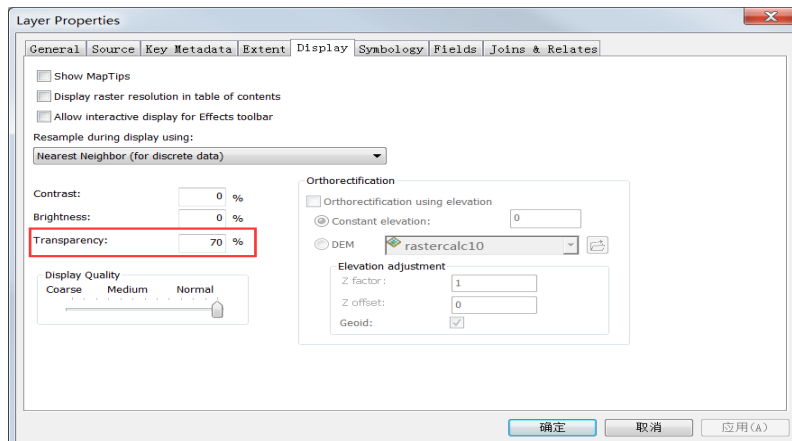 Layer Properties
General Source Key Metadata Extent Display Symbology Fields Joins & Relates
Show MapTips
Display raster resolution in table of contents
Allow interactive display for Effects toolbar
Resample during display using:
Nearest Neighbor (for discrete data)
Contrast: 0 %
Brightness: 0 %
Transparency: 70 %
Display Quality
Coarse Medium Normal
Orthorectification
Orthorectification using elevation
Constant elevation: 0
DEM rastercalc10
Elevation adjustment
Z factor: 1
Z offset: 0
Geoid:
确定 取消 应用(A)